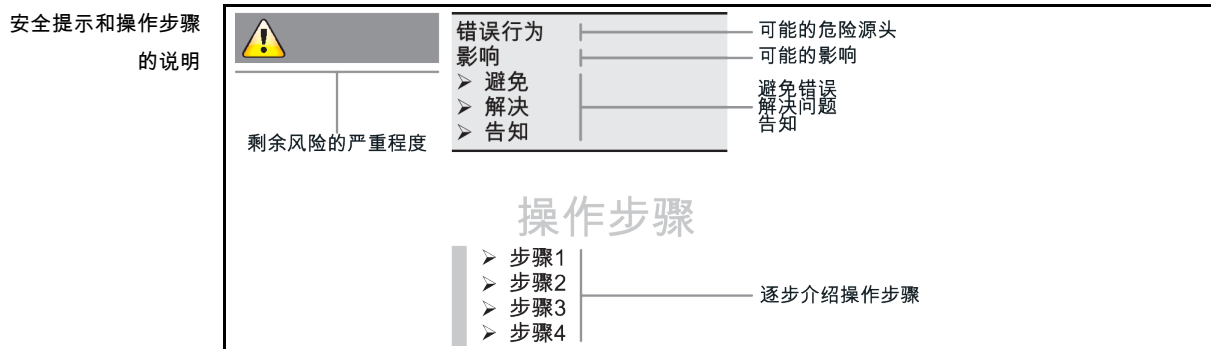 安全提示和操作步骤
的说明
错误行为
影响
➢ 避免
➢ 解决
➢ 告知
可能的危险源头
可能的影响
避免错误
解决问题
告知
剩余风险的严重程度
操作步骤
➢ 步骤1
➢ 步骤2
➢ 步骤3
➢ 步骤4
逐步介绍操作步骤